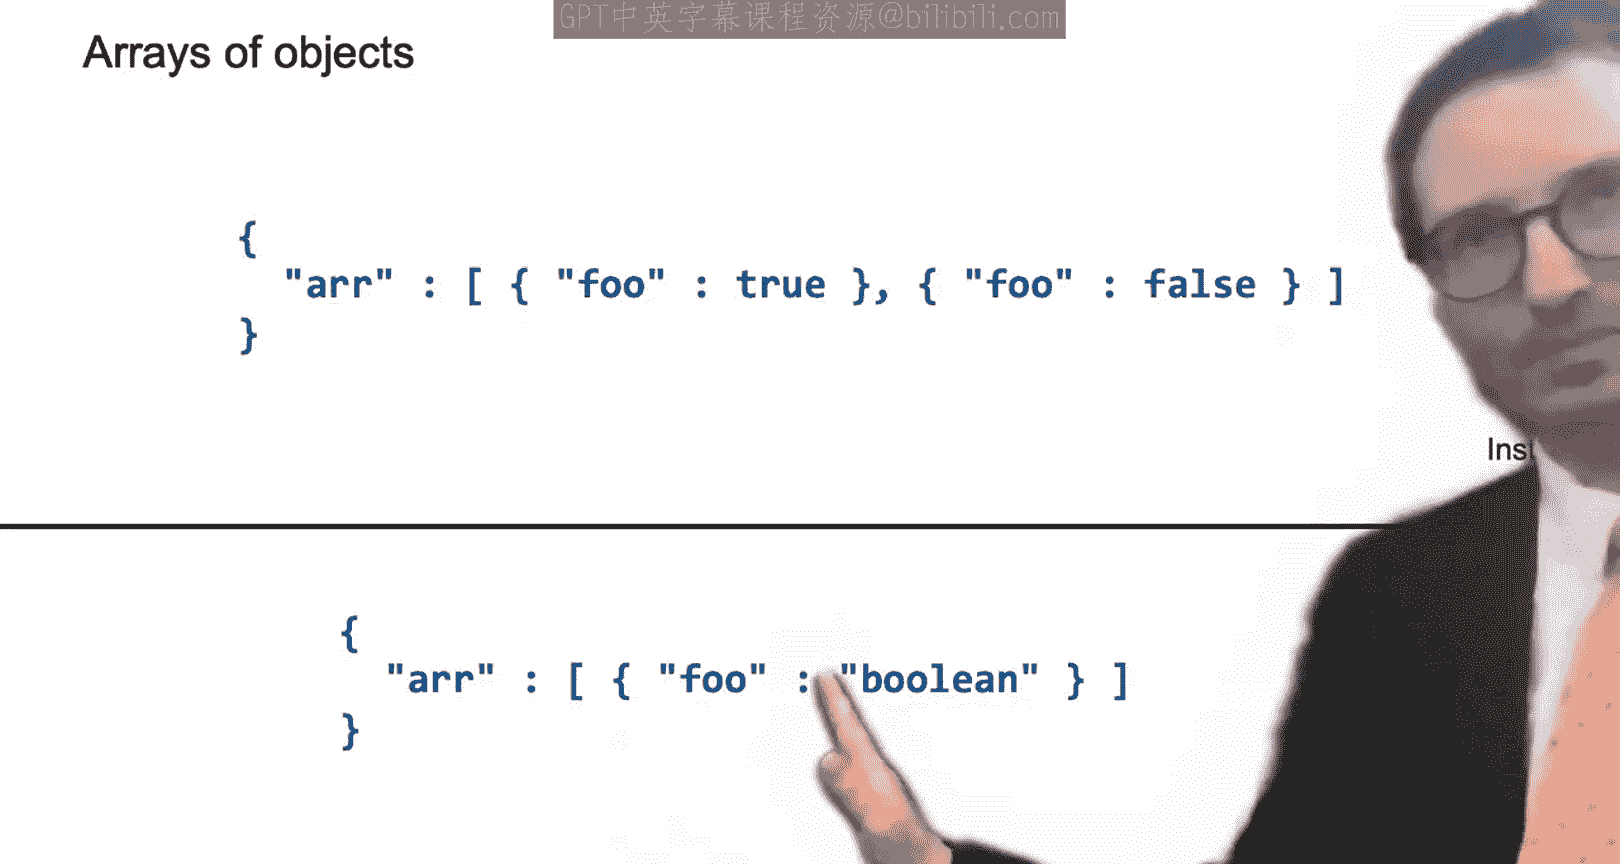 GPT中英字幕课程资源@bilibili.com
Arrays of objects
{
"arr" : [ { "foo" : true }, { "foo" : false } ]
}
{
"arr" : [ { "foo" : "boolean" } ]
}